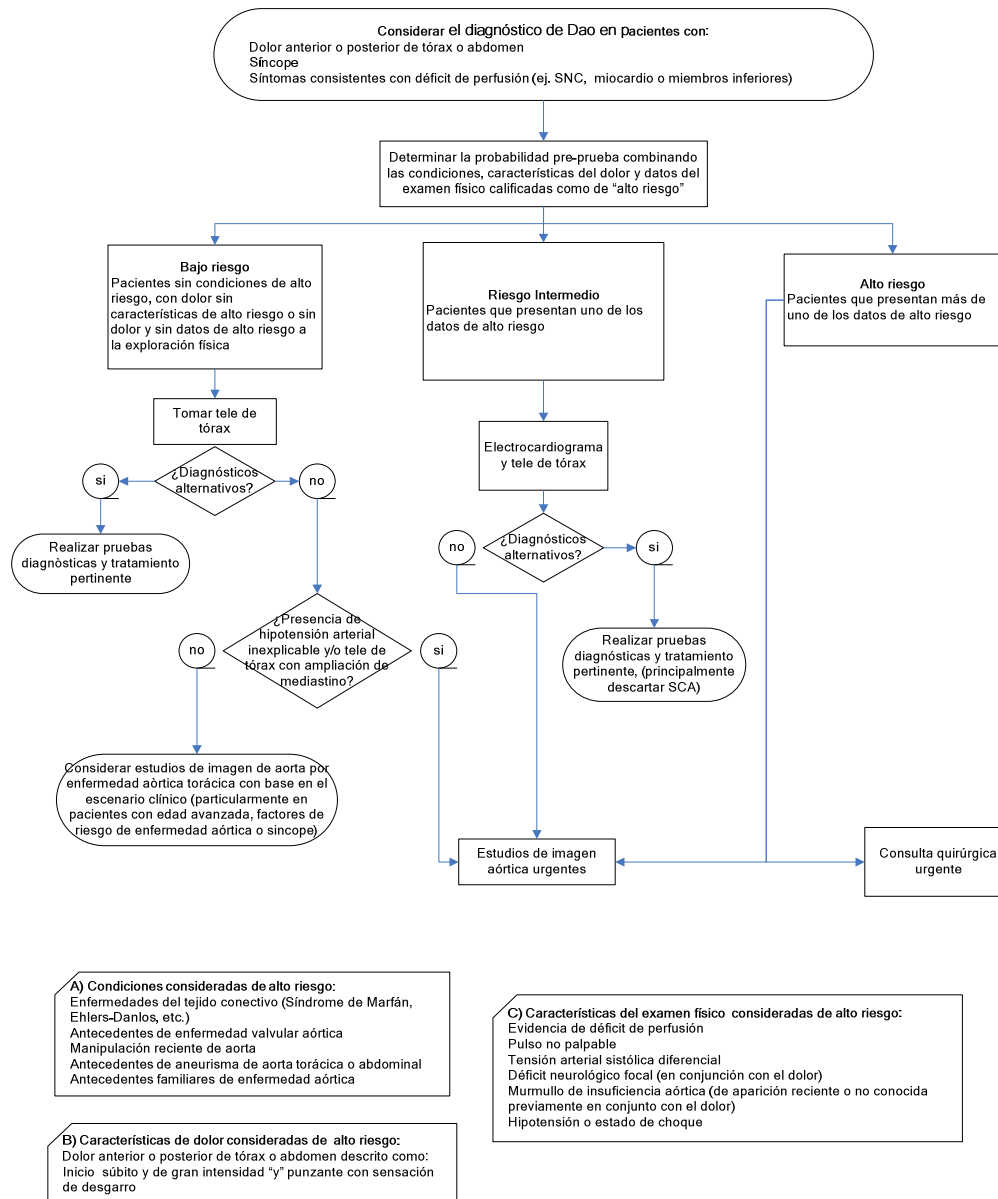 Considerar el diagnóstico de Dao en pacientes con:
Dolor anterior o posterior de tórax o abdomen
Síncope
Síntomas consistentes con déficit de perfusión (ej. SNC, miocardio o miembros inferiores)
Determinar la probabilidad pre-prueba combinando
las condiciones, características del dolor y datos del
examen físico calificadas como de “alto riesgo”
Bajo riesgo
Pacientes sin condiciones de alto
riesgo, con dolor sin
características de alto riesgo o sin
dolor y sin datos de alto riesgo a
la exploración física
Riesgo Intermedio
Pacientes que presentan uno de los
datos de alto riesgo
Alto riesgo
Pacientes que presentan más de
uno de los datos de alto riesgo
Tomar tele de
tórax
Electrocardiograma
y tele de tórax
si
¿Diagnósticos
alternativos?
no
no
¿Diagnósticos
alternativos?
si
Realizar pruebas
diagnòsticas y tratamiento
pertinente
no
¿Presencia de
hipotensión arterial
inexplicable y/o tele de
tórax con ampliación de
mediastino?
si
Realizar pruebas
diagnósticas y tratamiento
pertinente, (principalmente
descartar SCA)
Considerar estudios de imagen de aorta por
enfermedad aòrtica torácica con base en el
escenario clínico (particularmente en
pacientes con edad avanzada, factores de
riesgo de enfermedad aórtica o sincope)
Estudios de imagen
aórtica urgentes
Consulta quirúrgica
urgente
A) Condiciones consideradas de alto riesgo:
Enfermedades del tejido conectivo (Síndrome de Marfán,
Ehlers-Danlos, etc.)
Antecedentes de enfermedad valvular aórtica
Manipulación reciente de aorta
Antecedentes de aneurisma de aorta torácica o abdominal
Antecedentes familiares de enfermedad aórtica
C) Características del examen físico consideradas de alto riesgo:
Evidencia de déficit de perfusión
Pulso no palpable
Tensión arterial sistólica diferencial
Déficit neurológico focal (en conjunción con el dolor)
Murmullo de insuficiencia aórtica (de aparición reciente o no conocida
previamente en conjunto con el dolor)
Hipotensión o estado de choque
B) Características de dolor consideradas de alto riesgo:
Dolor anterior o posterior de tórax o abdomen descrito como:
Inicio súbito y de gran intensidad “y” punzante con sensación
de desgarro